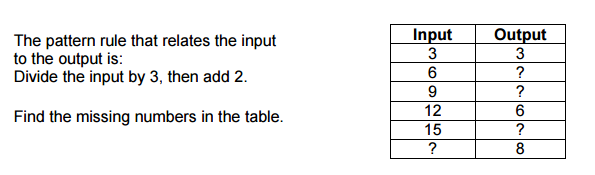 The pattern rule that relates the input
to the output is:
Divide the input by 3, then add 2.
Find the missing numbers in the table.
Input Output
3 3
6 ?
9 ?
12 6
15 ?
? 8